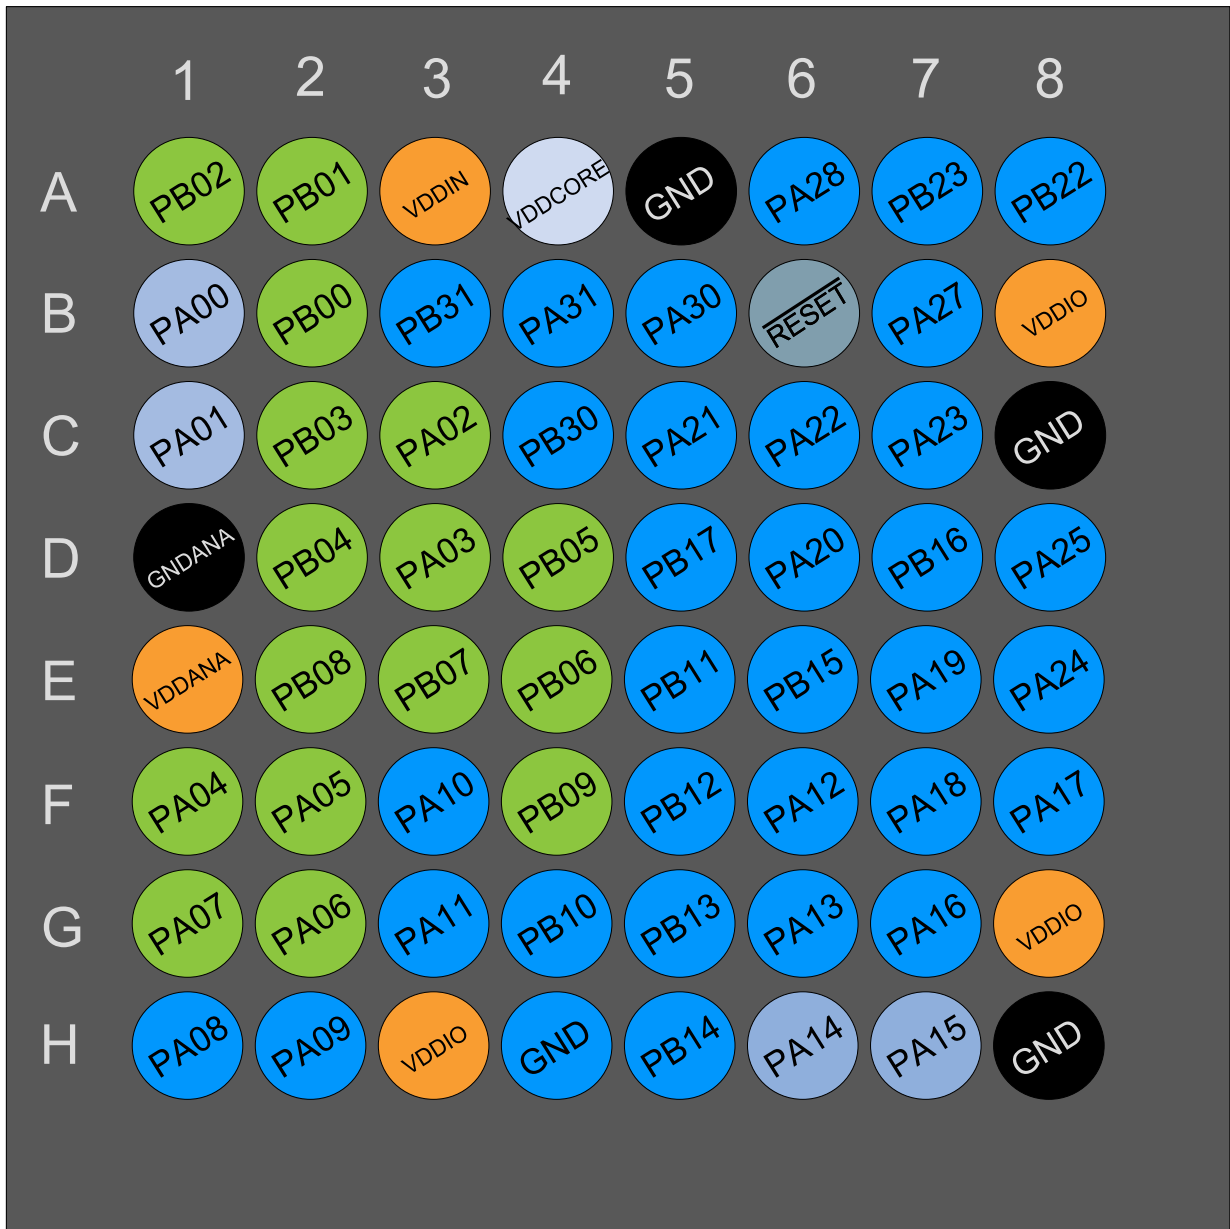 1 2 3 4 5 6 7 8
A PB02 PB01 VDDIN VDDCORE GND PA28 PB23 PB22
B PA00 PB00 PB31 PA31 PA30 RESET PA27 VDDIO
C PA01 PB03 PA02 PB30 PA21 PA22 PA23 GND
D GNDANA PB04 PA03 PB05 PB17 PA20 PB16 PA25
E VDDANA PB08 PB07 PB06 PB11 PB15 PA19 PA24
F PA04 PA05 PA10 PB09 PB12 PA12 PA18 PA17
G PA07 PA06 PA11 PB10 PB13 PA13 PA16 VDDIO
H PA08 PA09 VDDIO GND PB14 PA14 PA15 GND